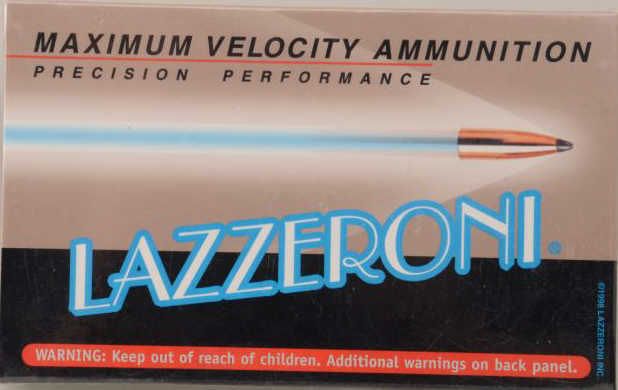 MAXIMUM VELOCITY AMMUNITION
PRECISION PERFORMANCE
LAZZERONI®
WARNING: Keep out of reach of children. Additional warnings on back panel.
©1998 LAZZERONI INC.